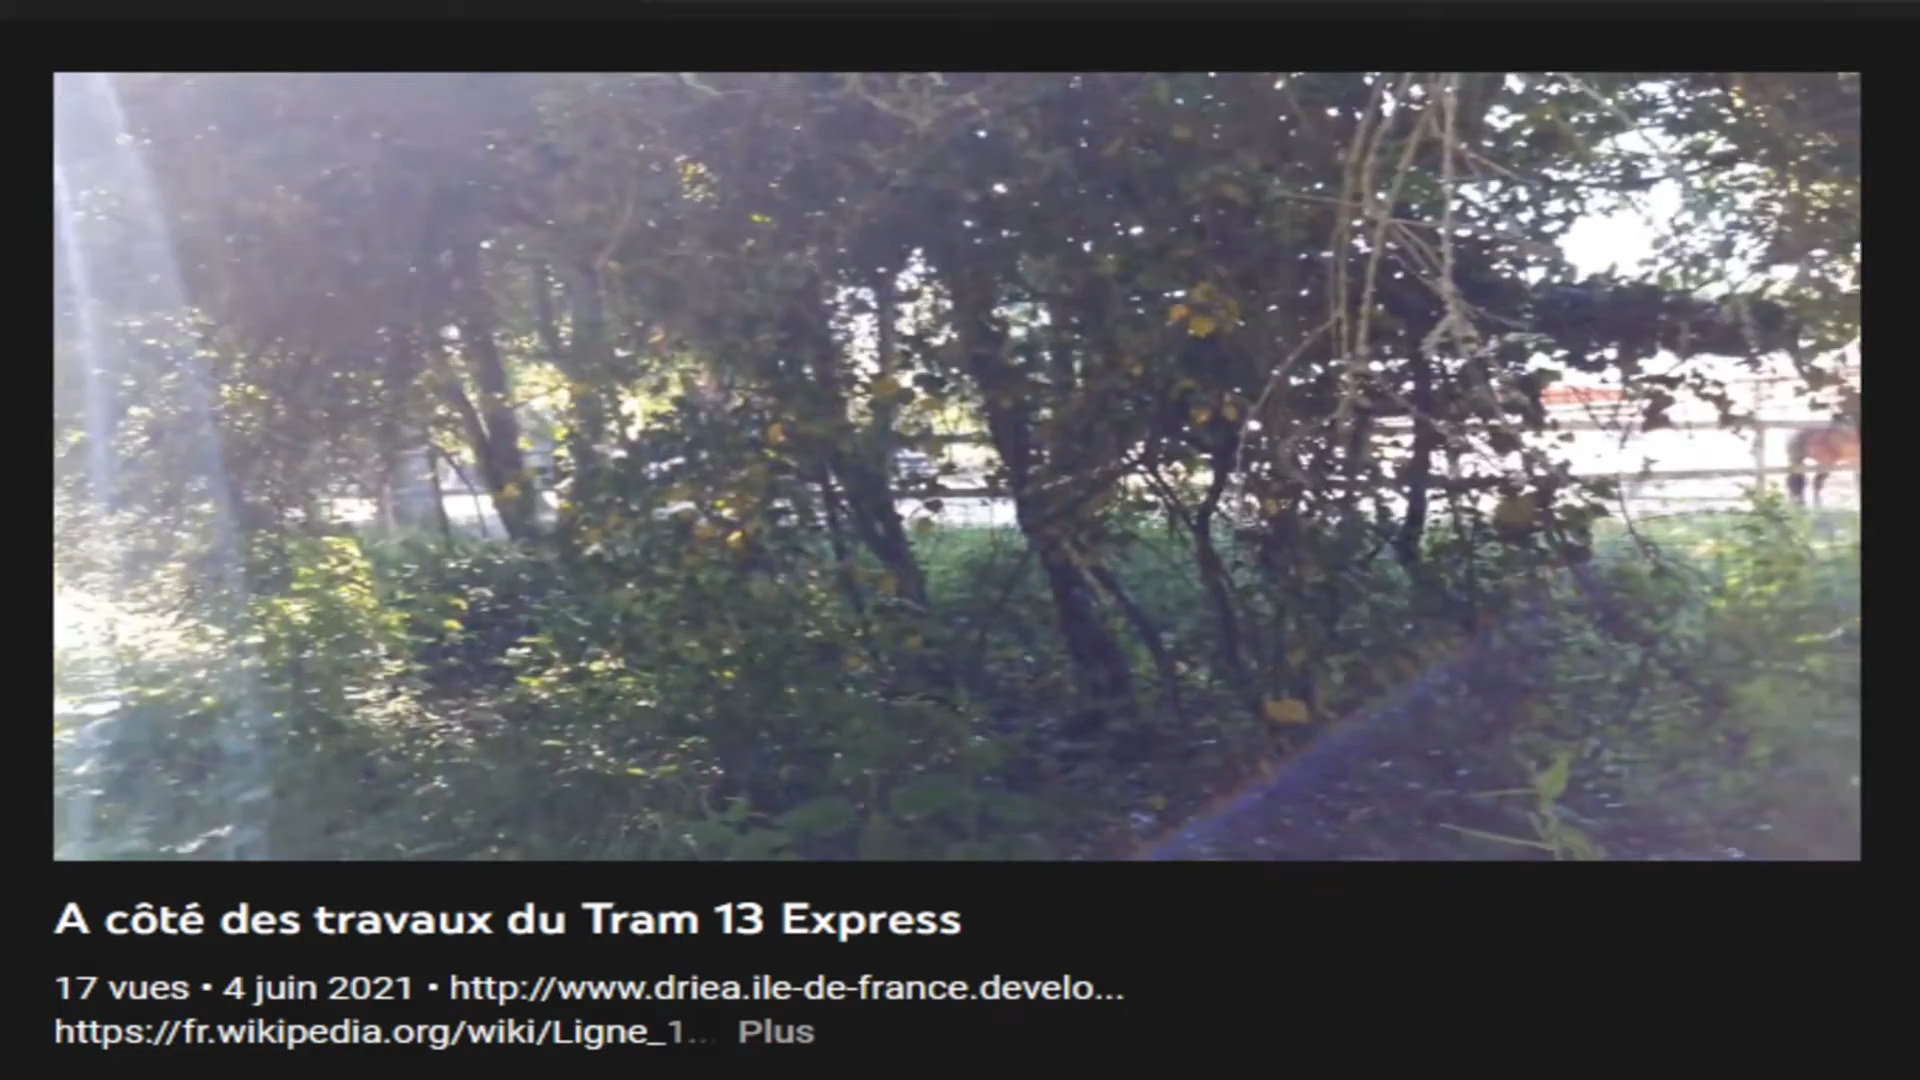 A côté des travaux du Tram 13 Express
17 vues • 4 juin 2021 • http://www.driea.ile-de-france.develo...
https://fr.wikipedia.org/wiki/Ligne_1... Plus